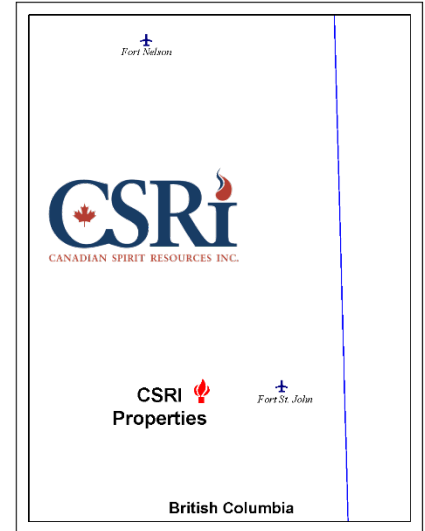 Fort Nelson
CSRi
CANADIAN SPIRIT RESOURCES INC.
CSRI
Properties
Fort St. John
British Columbia